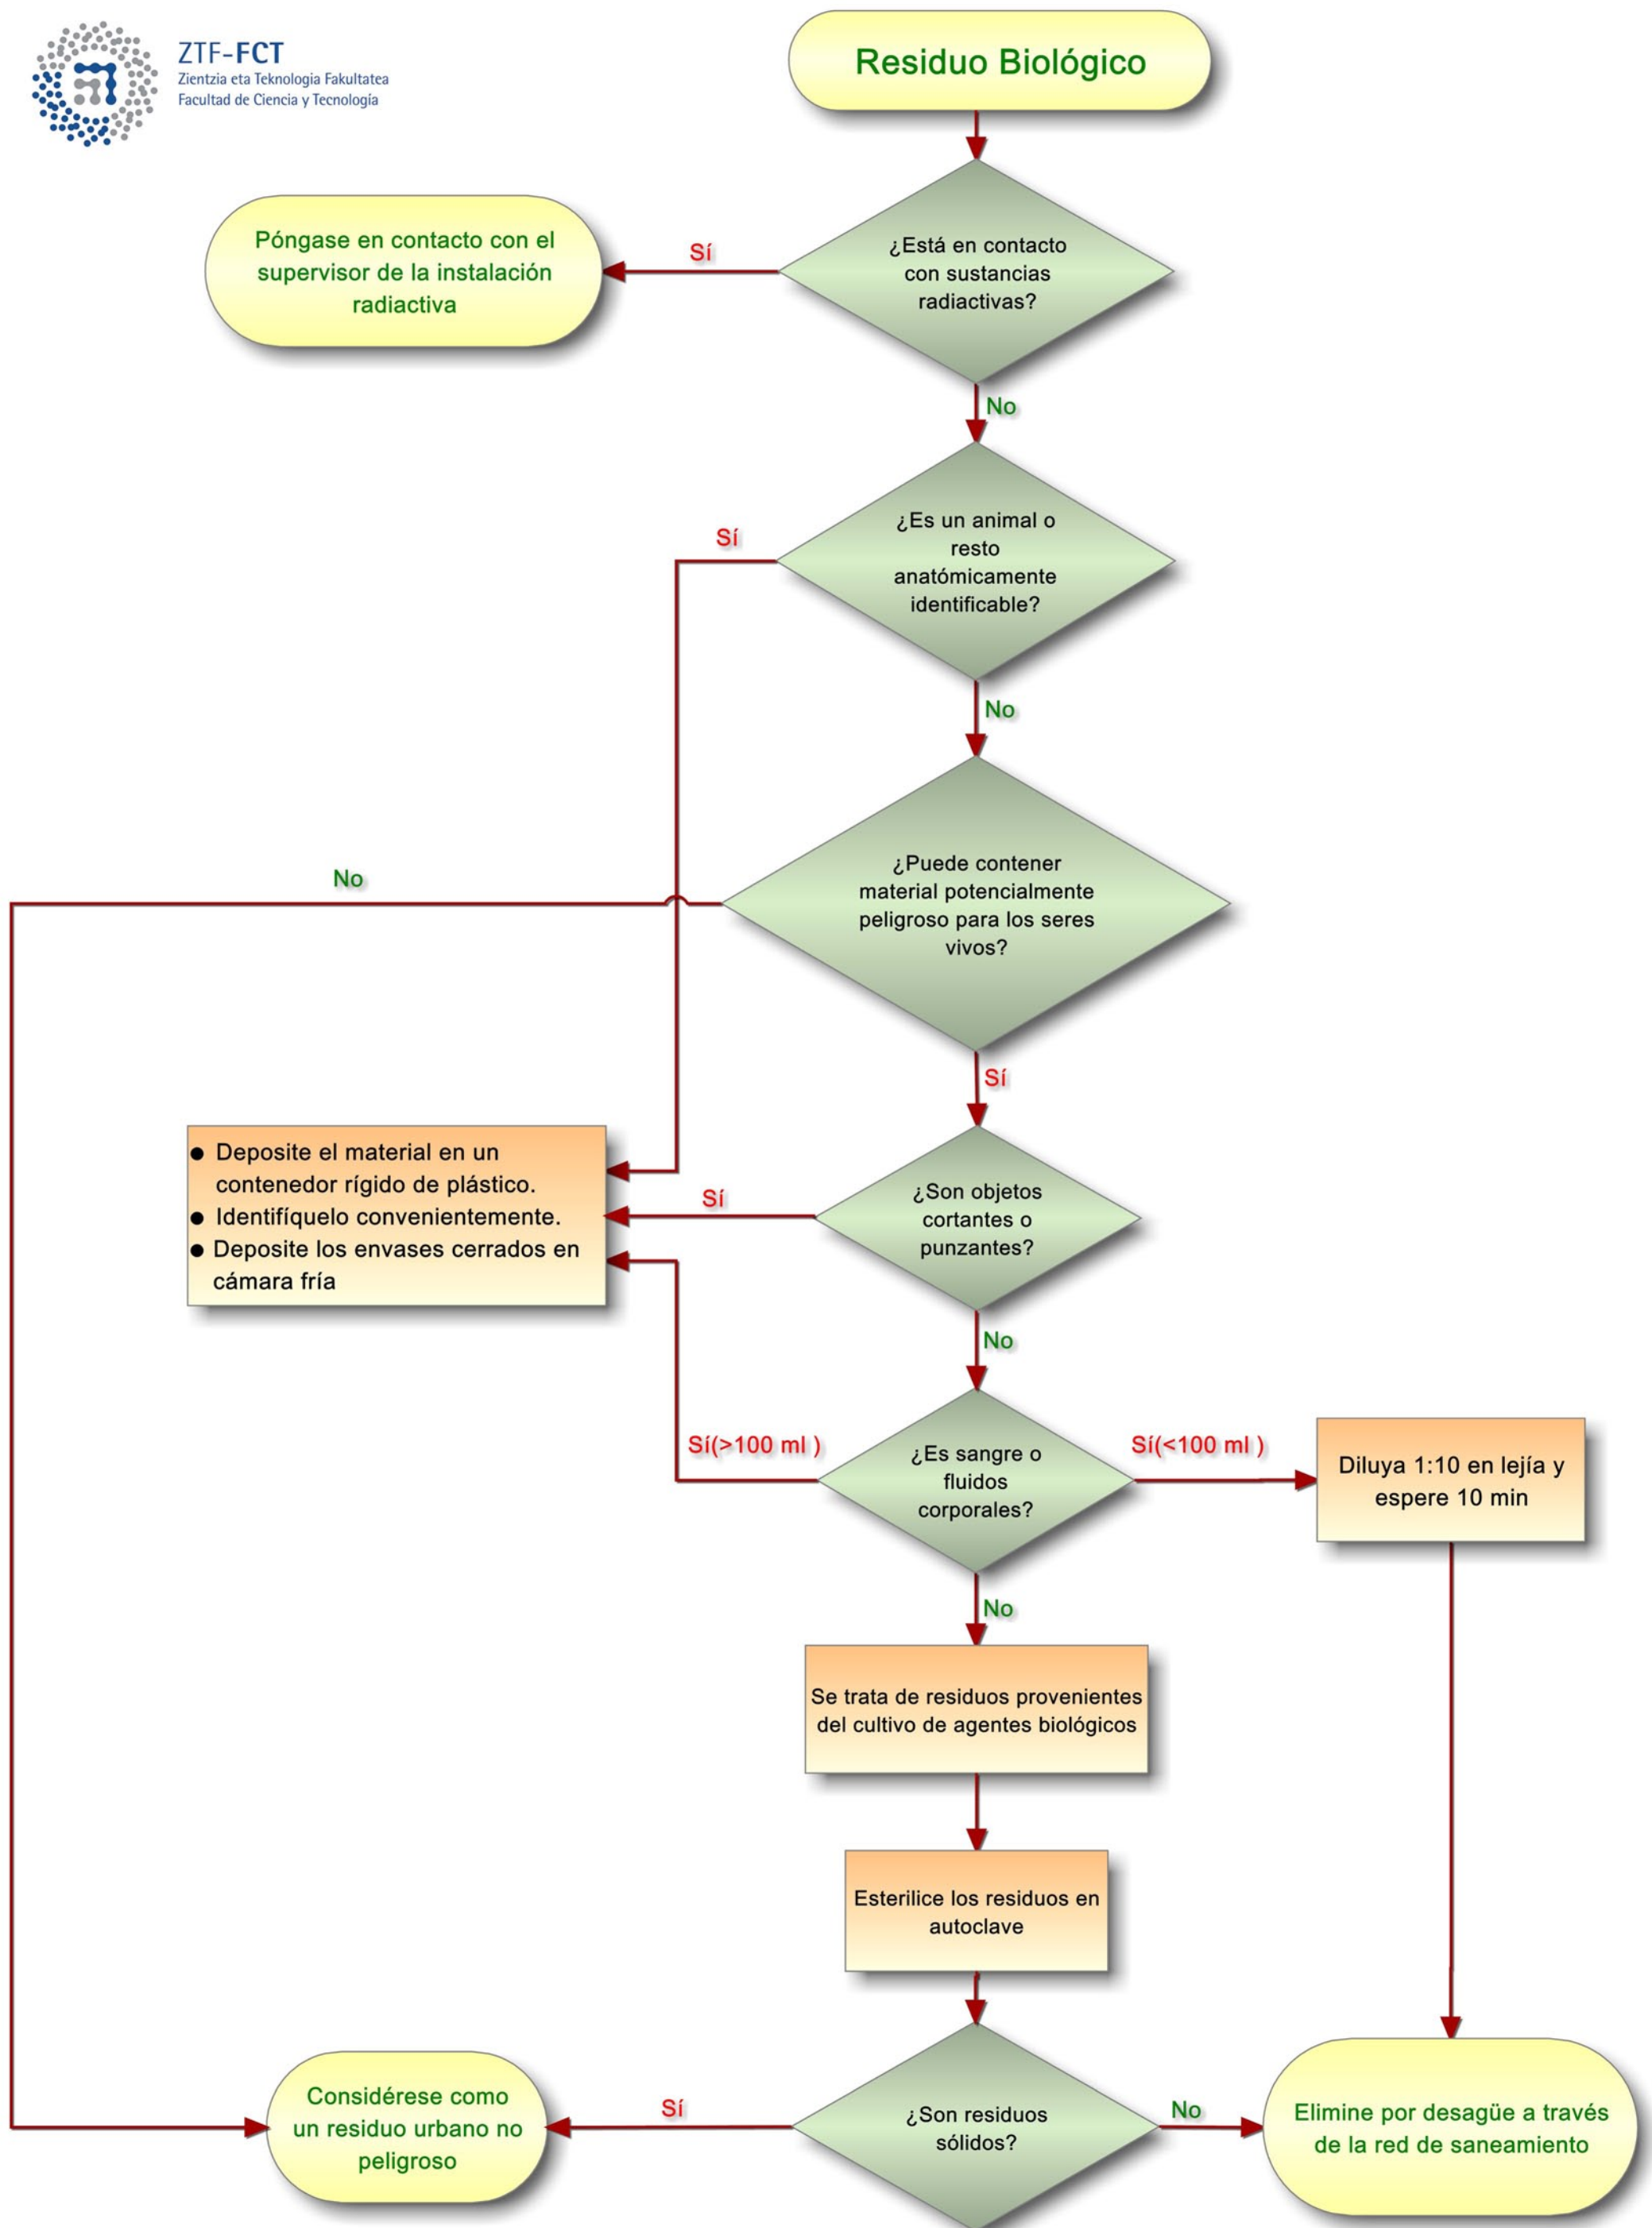 ZTF-FCT
Zientzia eta Teknologia Fakultatea
Facultad de Ciencia y Tecnología
Residuo Biológico
¿Está en contacto
con sustancias
radiactivas?
Sí
Póngase en contacto con el
supervisor de la instalación
radiactiva
No
¿Es un animal o
resto
anatómicamente
identificable?
Sí
No
¿Puede contener
material potencialmente
peligroso para los seres
vivos?
No
Sí
¿Son objetos
cortantes o
punzantes?
Sí
● Deposite el material en un
contenedor rígido de plástico.
● Identifíquelo convenientemente.
● Deposite los envases cerrados en
cámara fría
No
¿Es sangre o
fluidos
corporales?
Sí(>100 ml )
Sí(<100 ml )
Diluya 1:10 en lejía y
espere 10 min
No
Se trata de residuos provenientes
del cultivo de agentes biológicos
Esterilice los residuos en
autoclave
¿Son residuos
sólidos?
Sí
Considérese como
un residuo urbano no
peligroso
No
Elimine por desagüe a través
de la red de saneamiento